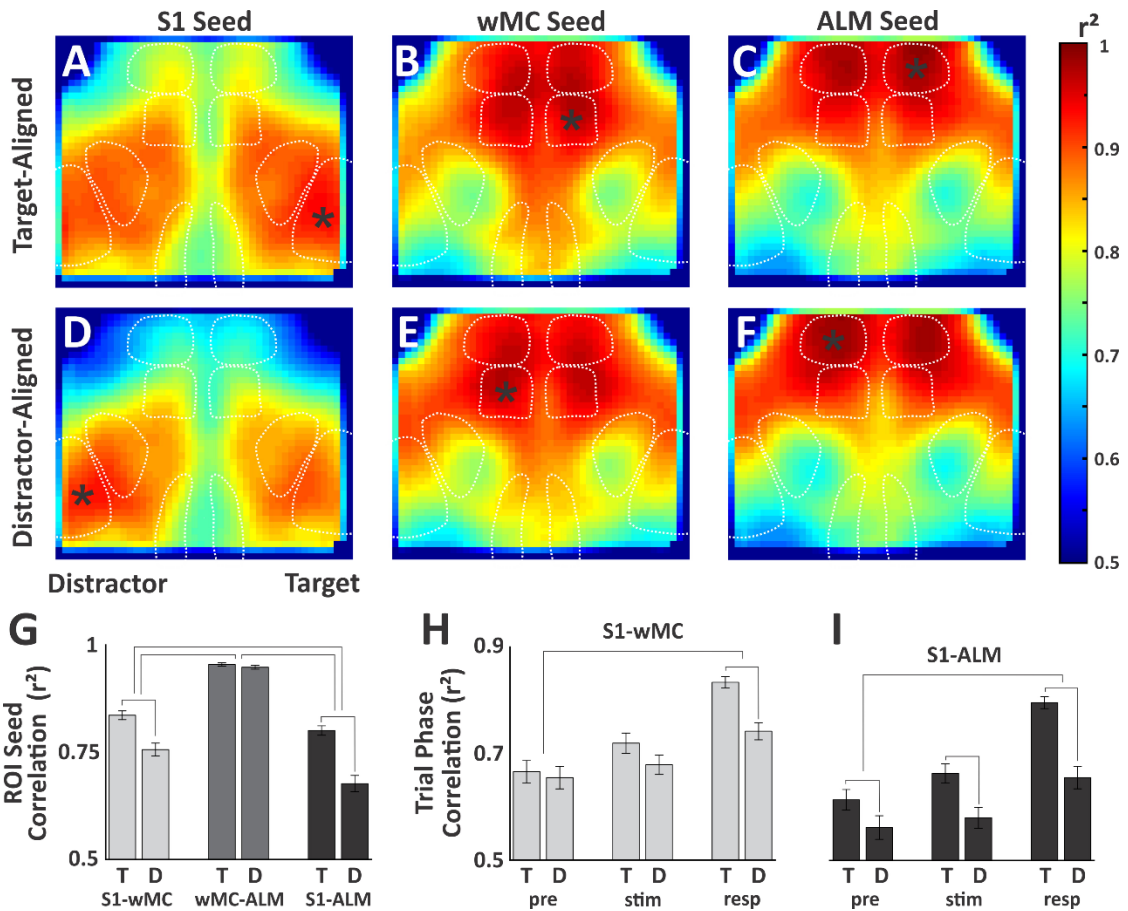 S1 Seed wMC Seed ALM Seed r²
Target-Aligned
A * B * C *
1
0.9
0.8
0.7
0.6
0.5
Distractor-Aligned
D * E * F *
Distractor Target
G
ROI Seed
Correlation (r²)
1
0.75
0.5
T D T D T D
S1-wMC wMC-ALM S1-ALM
H
S1-wMC
Trial Phase
Correlation (r²)
0.9
0.7
0.5
T D T D T D
pre stim resp
I
S1-ALM
T D T D T D
pre stim resp